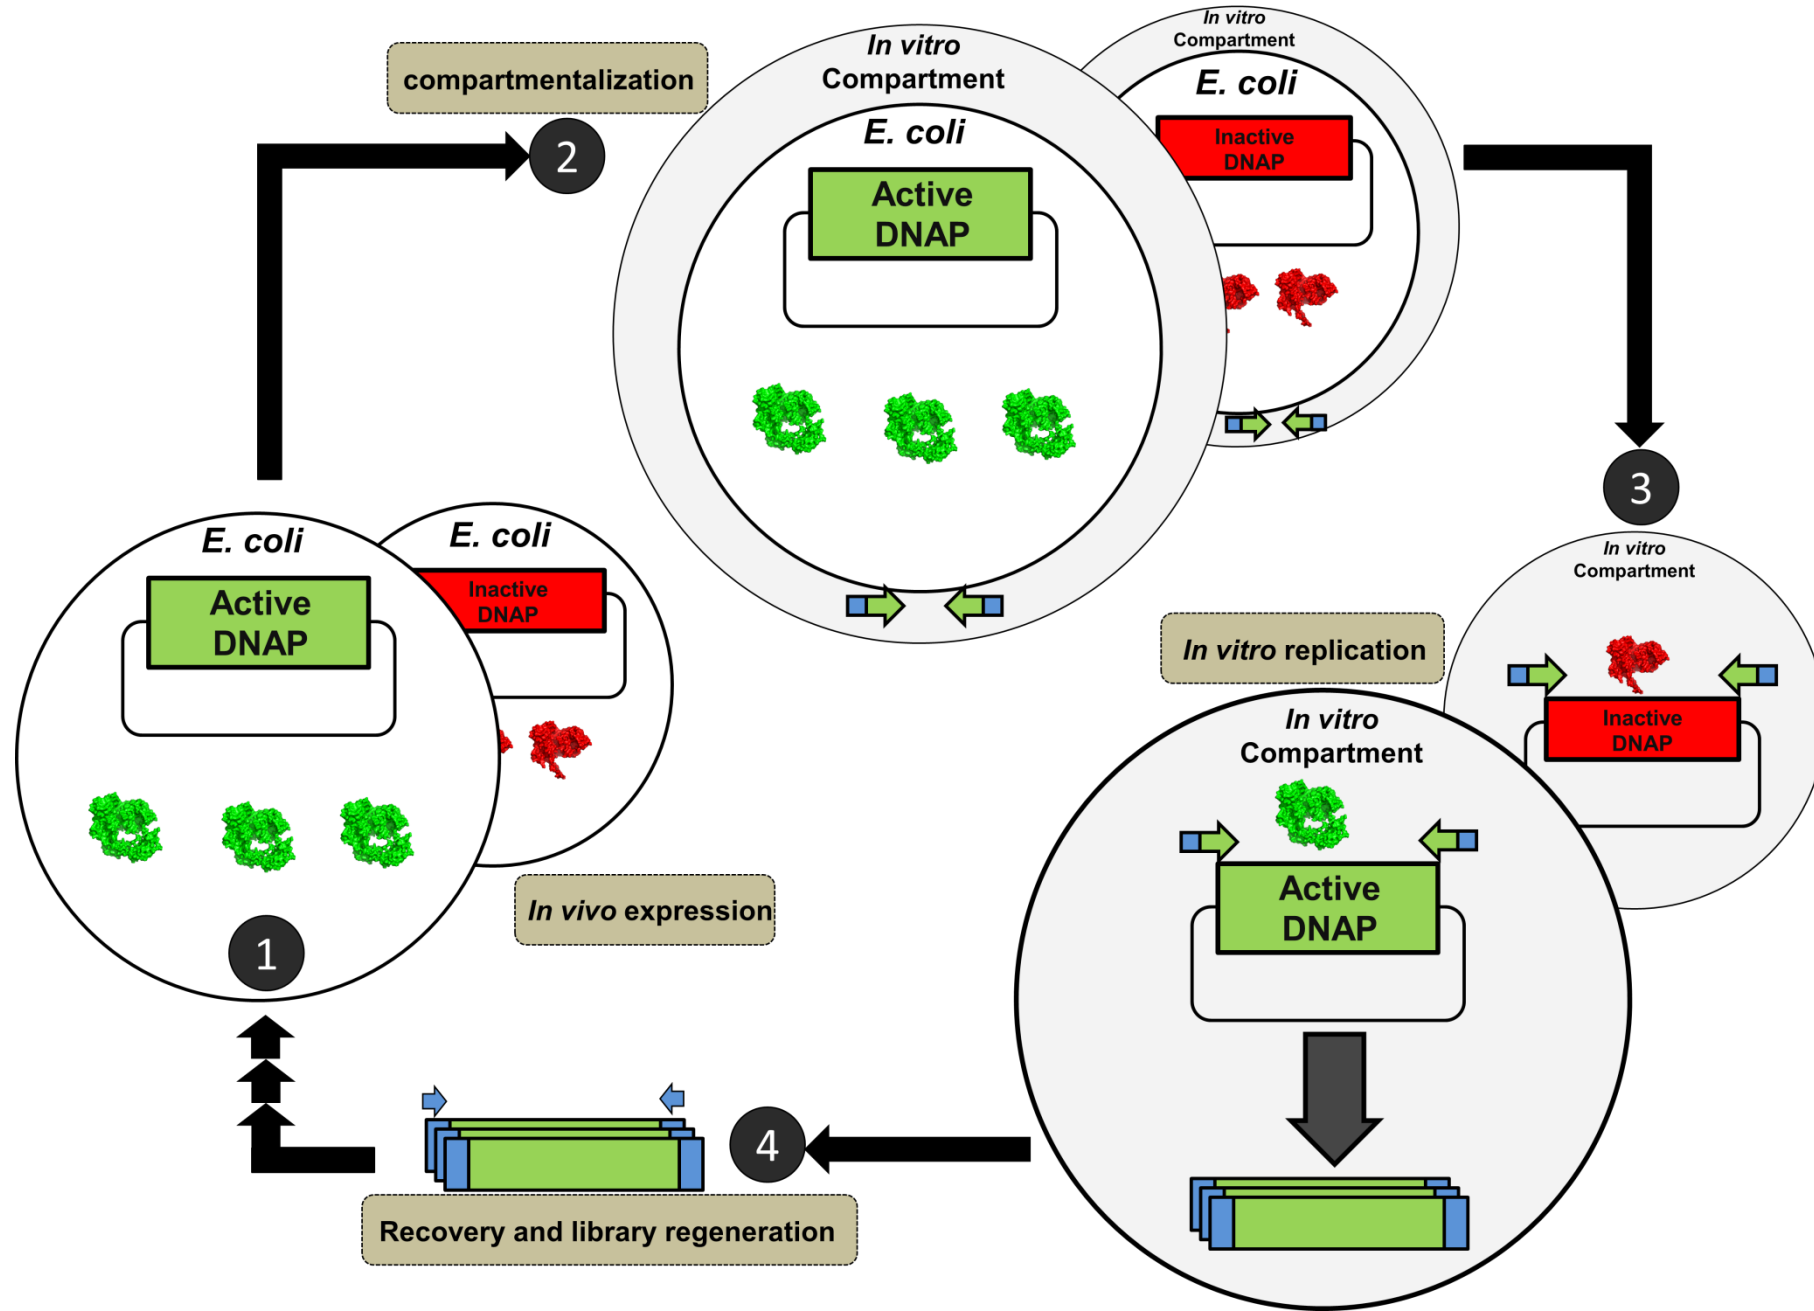 compartmentalization
2
In vitro
Compartment
E. coli
Active
DNAP
In vitro
Compartment
E. coli
Inactive
DNAP
3
In vitro
Compartment
Inactive
DNAP
In vitro replication
In vitro
Compartment
Active
DNAP
E. coli
Active
DNAP
E. coli
Inactive
DNAP
In vivo expression
1
4
Recovery and library regeneration